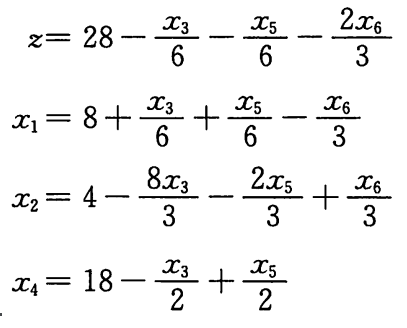 z = 28 - x₃/6 - x₅/6 - 2x₆/3
x₁ = 8 + x₃/6 + x₅/6 - x₆/3
x₂ = 4 - 8x₃/3 - 2x₅/3 + x₆/3
x₄ = 18 - x₃/2 + x₅/2